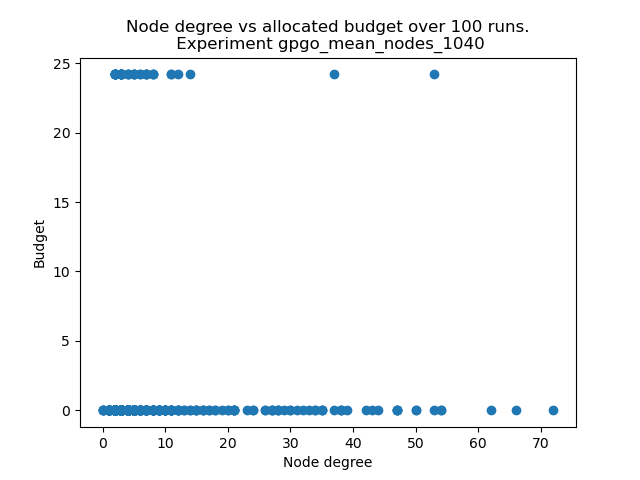 Node degree vs allocated budget over 100 runs.
Experiment gpgo_mean_nodes_1040
25
20
15
10
5
0
Budget
0 10 20 30 40 50 60 70
Node degree